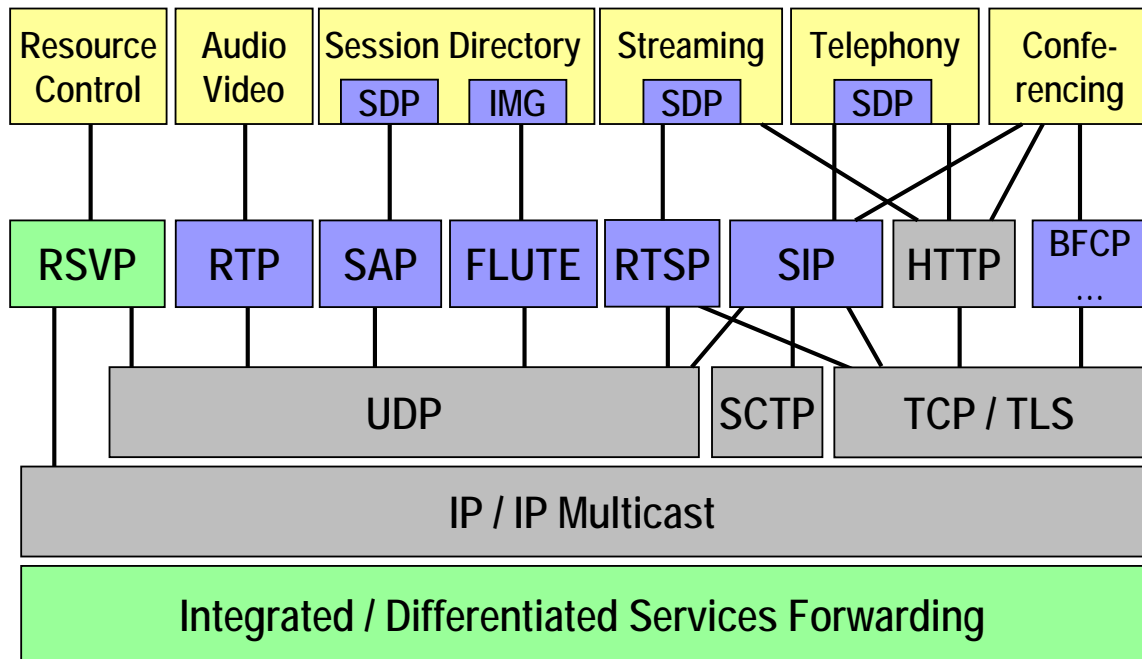 Resource
Control
Audio
Video
Session Directory
SDP
IMG
Streaming
SDP
Telephony
SDP
Confe-
rencing
RSVP
RTP
SAP
FLUTE
RTSP
SIP
HTTP
BFCP
...
UDP
SCTP
TCP / TLS
IP / IP Multicast
Integrated / Differentiated Services Forwarding